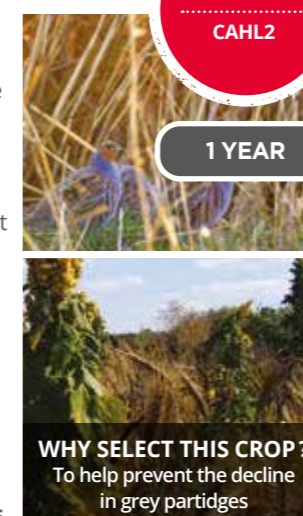 CAHL2
1 YEAR
WHY SELECT THIS CROP?
To help prevent the decline
in grey partidges